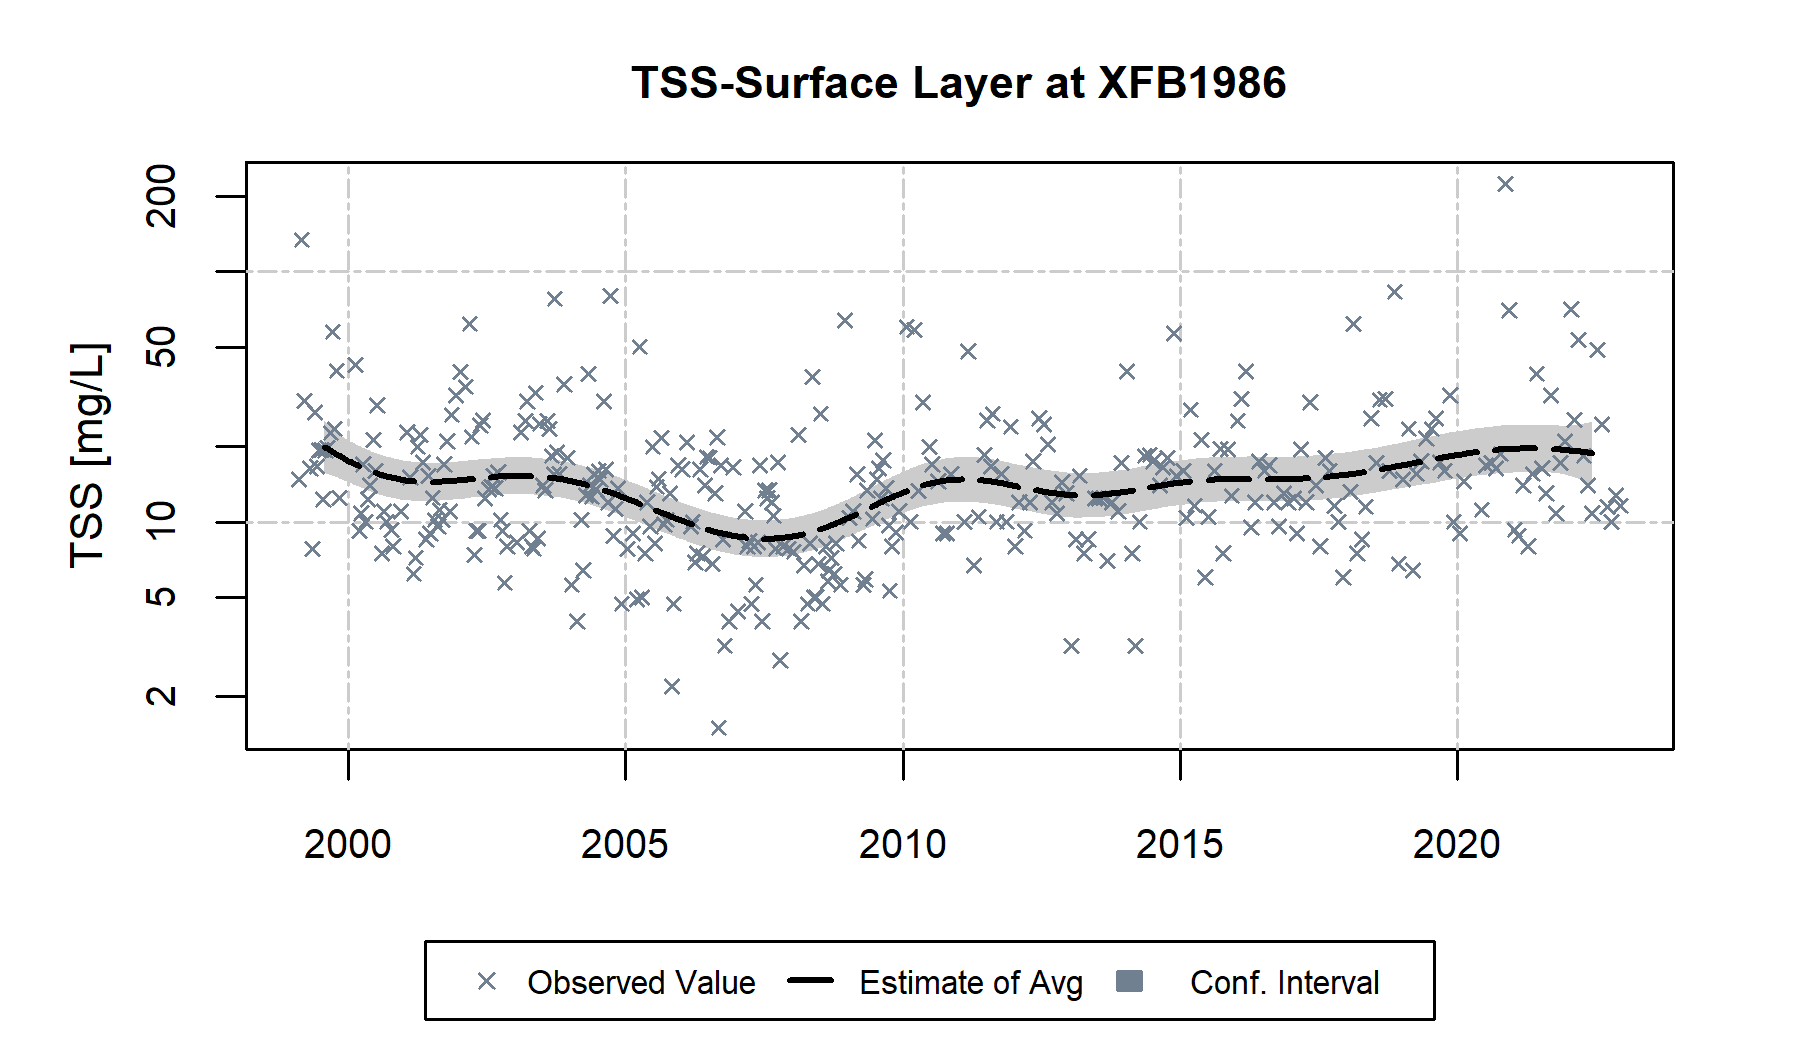 TSS-Surface Layer at XFB1986
TSS [mg/L]
200
50
10
5
2
2000 2005 2010 2015 2020
Observed Value Estimate of Avg Conf. Interval